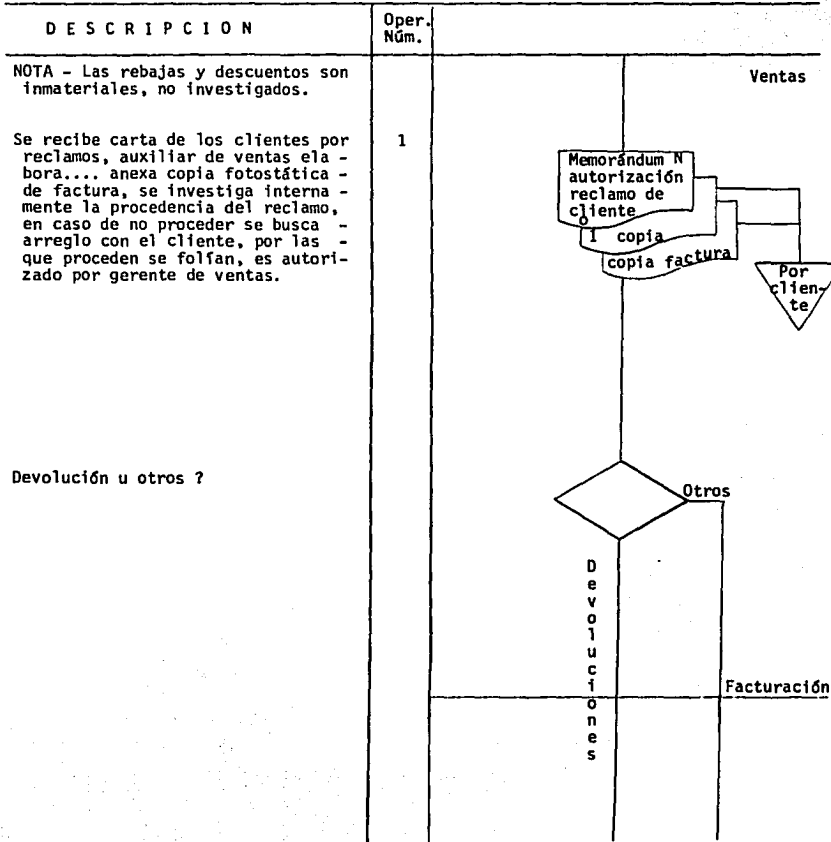 D E S C R I P C I O N
Oper.
Núm.
NOTA - Las rebajas y descuentos son
inmateriales, no investigados.
Ventas
Se recibe carta de los clientes por
reclamos, auxiliar de ventas ela -
bora.... anexa copia fotostática -
de factura, se investiga interna -
mente la procedencia del reclamo,
en caso de no proceder se busca -
arreglo con el cliente, por las -
que proceden se folían, es autori-
zado por gerente de ventas.
1
Memorándum N
autorización
reclamo de
cliente
o
1 copia
copia factura
Por
clien-
te
Devolución u otros ?
Otros
Devoluciones
Facturación